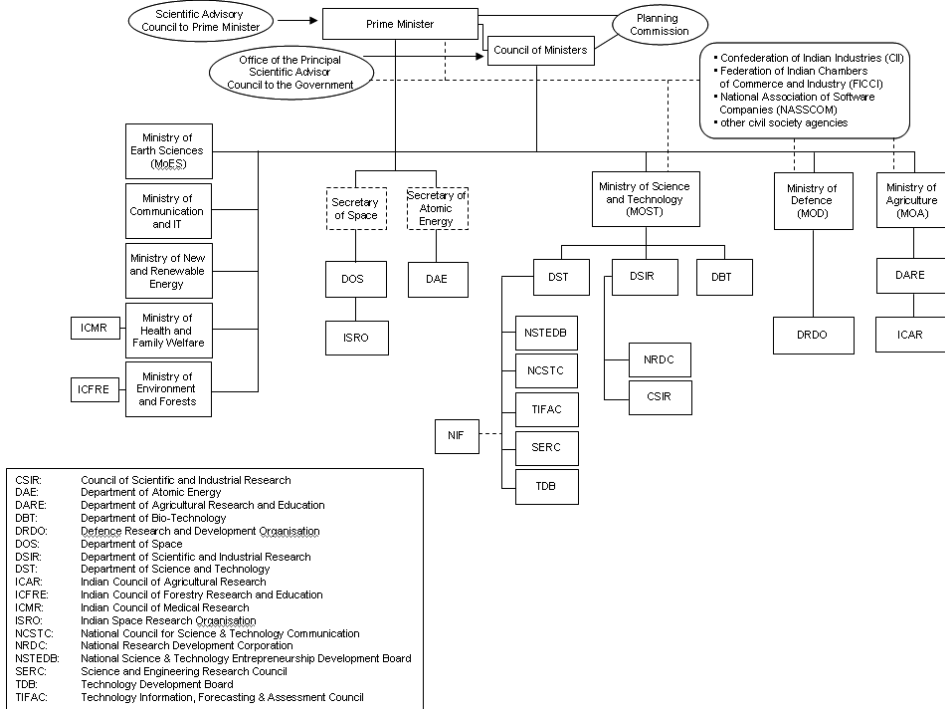 Scientific Advisory
Council to Prime Minister
Prime Minister
Planning
Commission
Council of Ministers
Office of the Principal
Scientific Advisor
Council to the Government
▪ Confederation of Indian Industries (CII)
▪ Federation of Indian Chambers
of Commerce and Industry (FICCI)
▪ National Association of Software
Companies (NASSCOM)
▪ other civil society agencies
Ministry of
Earth Sciences
(MoES)
Ministry of
Communication
and IT
Ministry of New
and Renewable
Energy
ICMR
Ministry of
Health and
Family Welfare
ICFRE
Ministry of
Environment
and Forests
Secretary
of Space
Secretary of
Atomic
Energy
DOS
DAE
ISRO
Ministry of Science
and Technology
(MOST)
Ministry of
Defence
(MOD)
Ministry of
Agriculture
(MOA)
DST
DSIR
DBT
DARE
NSTEDB
NCSTC
TIFAC
SERC
TDB
NIF
NRDC
CSIR
DRDO
ICAR
CSIR: Council of Scientific and Industrial Research
DAE: Department of Atomic Energy
DARE: Department of Agricultural Research and Education
DBT: Department of Bio-Technology
DRDO: Defence Research and Development Organisation
DOS: Department of Space
DSIR: Department of Scientific and Industrial Research
DST: Department of Science and Technology
ICAR: Indian Council of Agricultural Research
ICFRE: Indian Council of Forestry Research and Education
ICMR: Indian Council of Medical Research
ISRO: Indian Space Research Organisation
NCSTC: National Council for Science & Technology Communication
NRDC: National Research Development Corporation
NSTEDB: National Science & Technology Entrepreneurship Development Board
SERC: Science and Engineering Research Council
TDB: Technology Development Board
TIFAC: Technology Information, Forecasting & Assessment Council